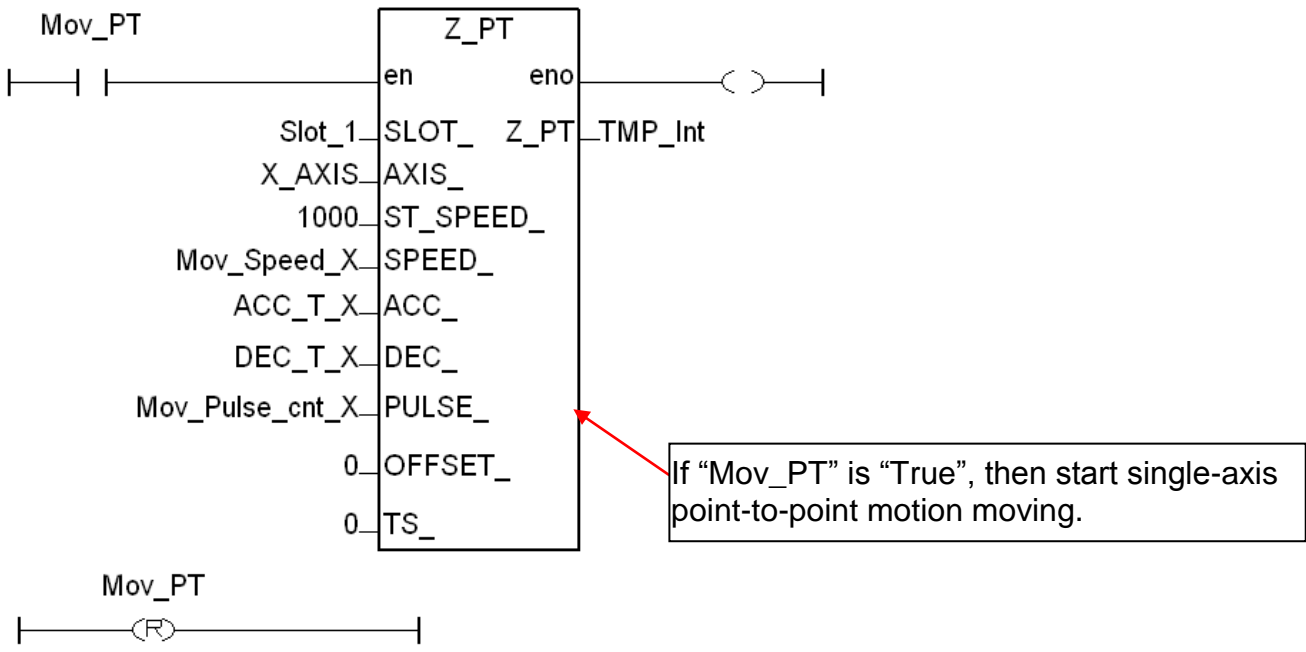 Mov_PT
Z_PT
en eno
Slot_1 SLOT_ Z_PT TMP_Int
X_AXIS AXIS_
1000 ST_SPEED_
Mov_Speed_X SPEED_
ACC_T_X ACC_
DEC_T_X DEC_
Mov_Pulse_cnt_X PULSE_
0 OFFSET_
0 TS_
If “Mov_PT” is “True”, then start single-axis
point-to-point motion moving.
Mov_PT
R